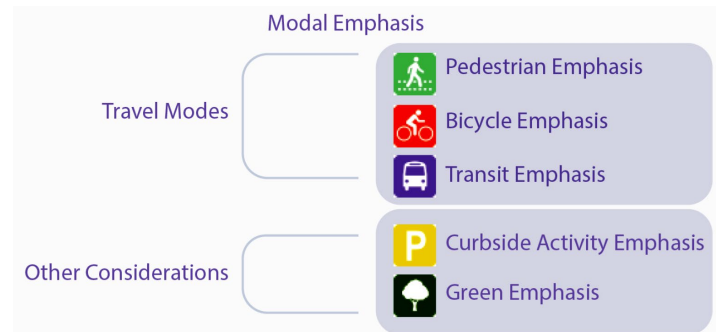 Modal Emphasis
Travel Modes
Pedestrian Emphasis
Bicycle Emphasis
Transit Emphasis
Other Considerations
P
Curbside Activity Emphasis
Green Emphasis